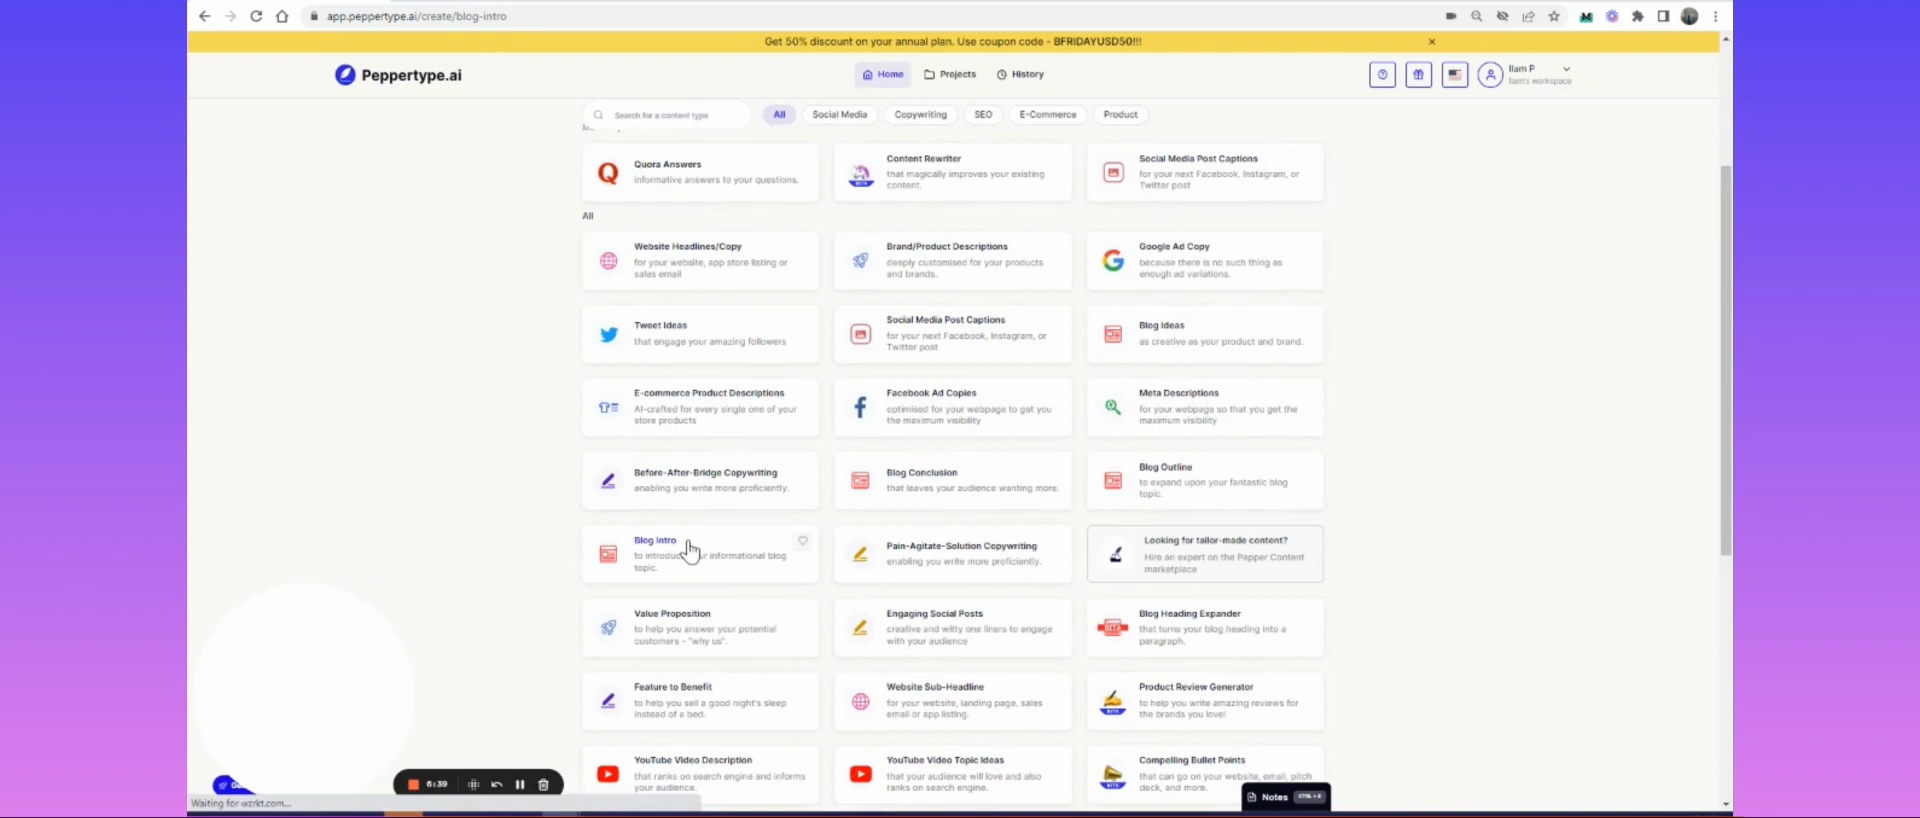 app.peppertype.ai/create/blog-intro
Get 50% discount on your annual plan. Use coupon code - BFRIDAYUSD50!!!
Peppertype.ai
Home
Projects
History
Ilam P
Ilam's workspace
Search for a content type
All
Social Media
Copywriting
SEO
E-Commerce
Product
Quora Answers
informative answers to your questions.
Content Rewriter
that magically improves your existing
content.
BETA
Social Media Post Captions
for your next Facebook, Instagram, or
Twitter post
All
Website Headlines/Copy
for your website, app store listing or
sales email
Brand/Product Descriptions
deeply customised for your products
and brands.
Google Ad Copy
because there is no such thing as
enough ad variations.
Tweet Ideas
that engage your amazing followers
Social Media Post Captions
for your next Facebook, Instagram, or
Twitter post
Blog Ideas
as creative as your product and brand.
E-commerce Product Descriptions
AI-crafted for every single one of your
store products
Facebook Ad Copies
optimised for your webpage to get you
the maximum visibility
Meta Descriptions
for your webpage so that you get the
maximum visibility
Before-After-Bridge Copywriting
enabling you write more proficiently.
Blog Conclusion
that leaves your audience wanting more.
Blog Outline
to expand upon your fantastic blog
topic.
Blog Intro
to introduc r informational blog
topic.
Pain-Agitate-Solution Copywriting
enabling you write more proficiently.
Looking for tailor-made content?
Hire an expert on the Pepper Content
marketplace
Value Proposition
to help you answer your potential
customers - "why us".
Engaging Social Posts
creative and witty one liners to engage
with your audience
Blog Heading Expander
that turns your blog heading into a
paragraph.
Feature to Benefit
to help you sell a good night's sleep
instead of a bed.
Website Sub-Headline
for your website, landing page, sales
email or app listing.
Product Review Generator
to help you write amazing reviews for
the brands you love!
BETA
YouTube Video Description
that ranks on search engine and informs
your audience.
YouTube Video Topic Ideas
that your audience will love and also
ranks on search engine.
Compelling Bullet Points
that can go on your website, email, pitch
deck, and more.
BETA
6:39
Notes
Waiting for wzrkt.com...